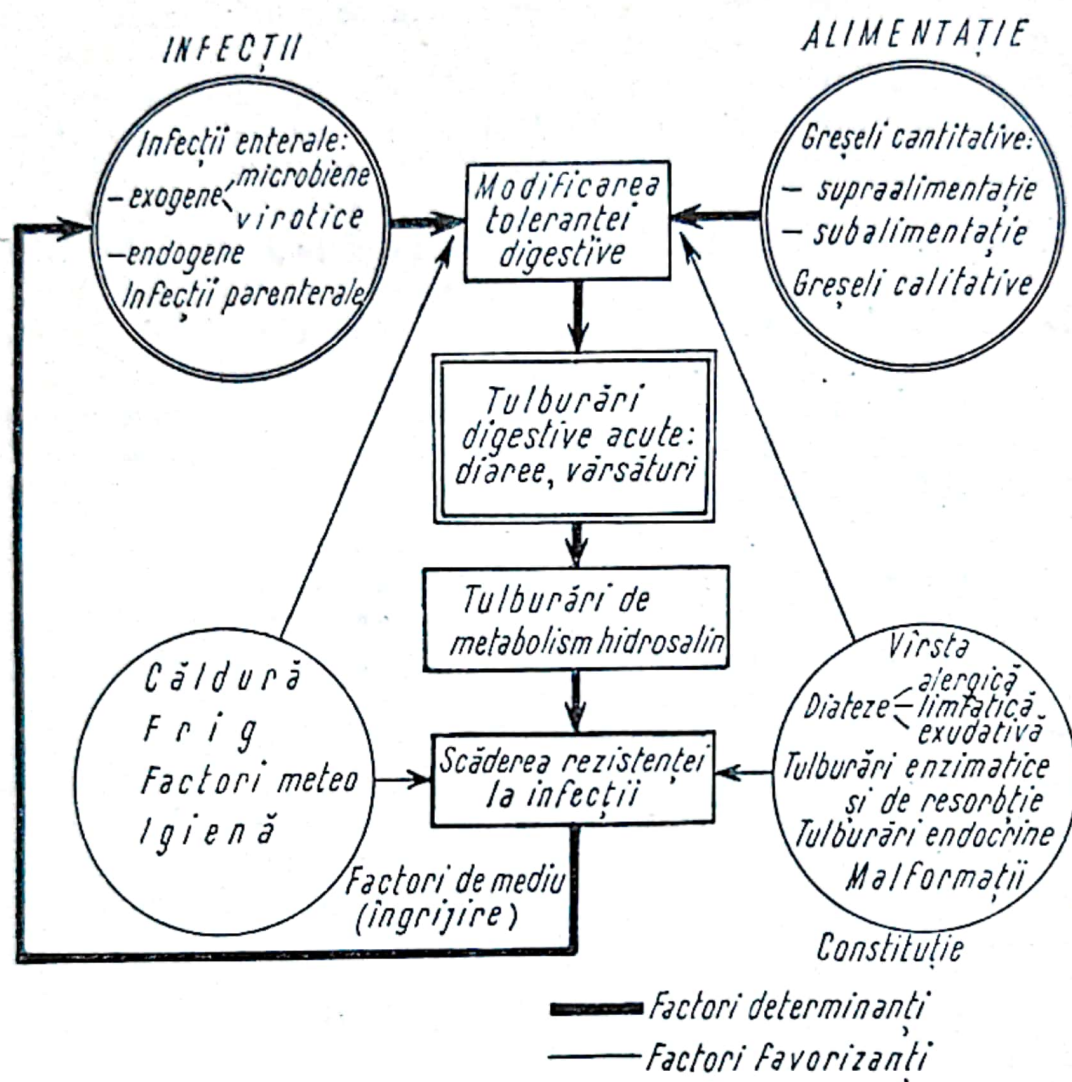 INFECȚII
Infecții enterale:
–exogene microbiene
virotice
–endogene
Infecții parenterale
ALIMENTAȚIE
Greșeli cantitative:
– supraalimentație
– subalimentație
Greșeli calitative
Modificarea
toleranței
digestive
Tulburări
digestive acute:
diaree, vărsături
Tulburări de
metabolism hidrosalin
Scăderea rezistenței
la infecții
Căldură
Frig
Factori meteo
Igienă
Factori de mediu
(îngrijire)
Vîrsta
Diateze alergică
limfatică
exudativă
Tulburări enzimatice
și de resorbție
Tulburări endocrine
Malformații
Constituție
Factori determinanți
Factori favorizanți